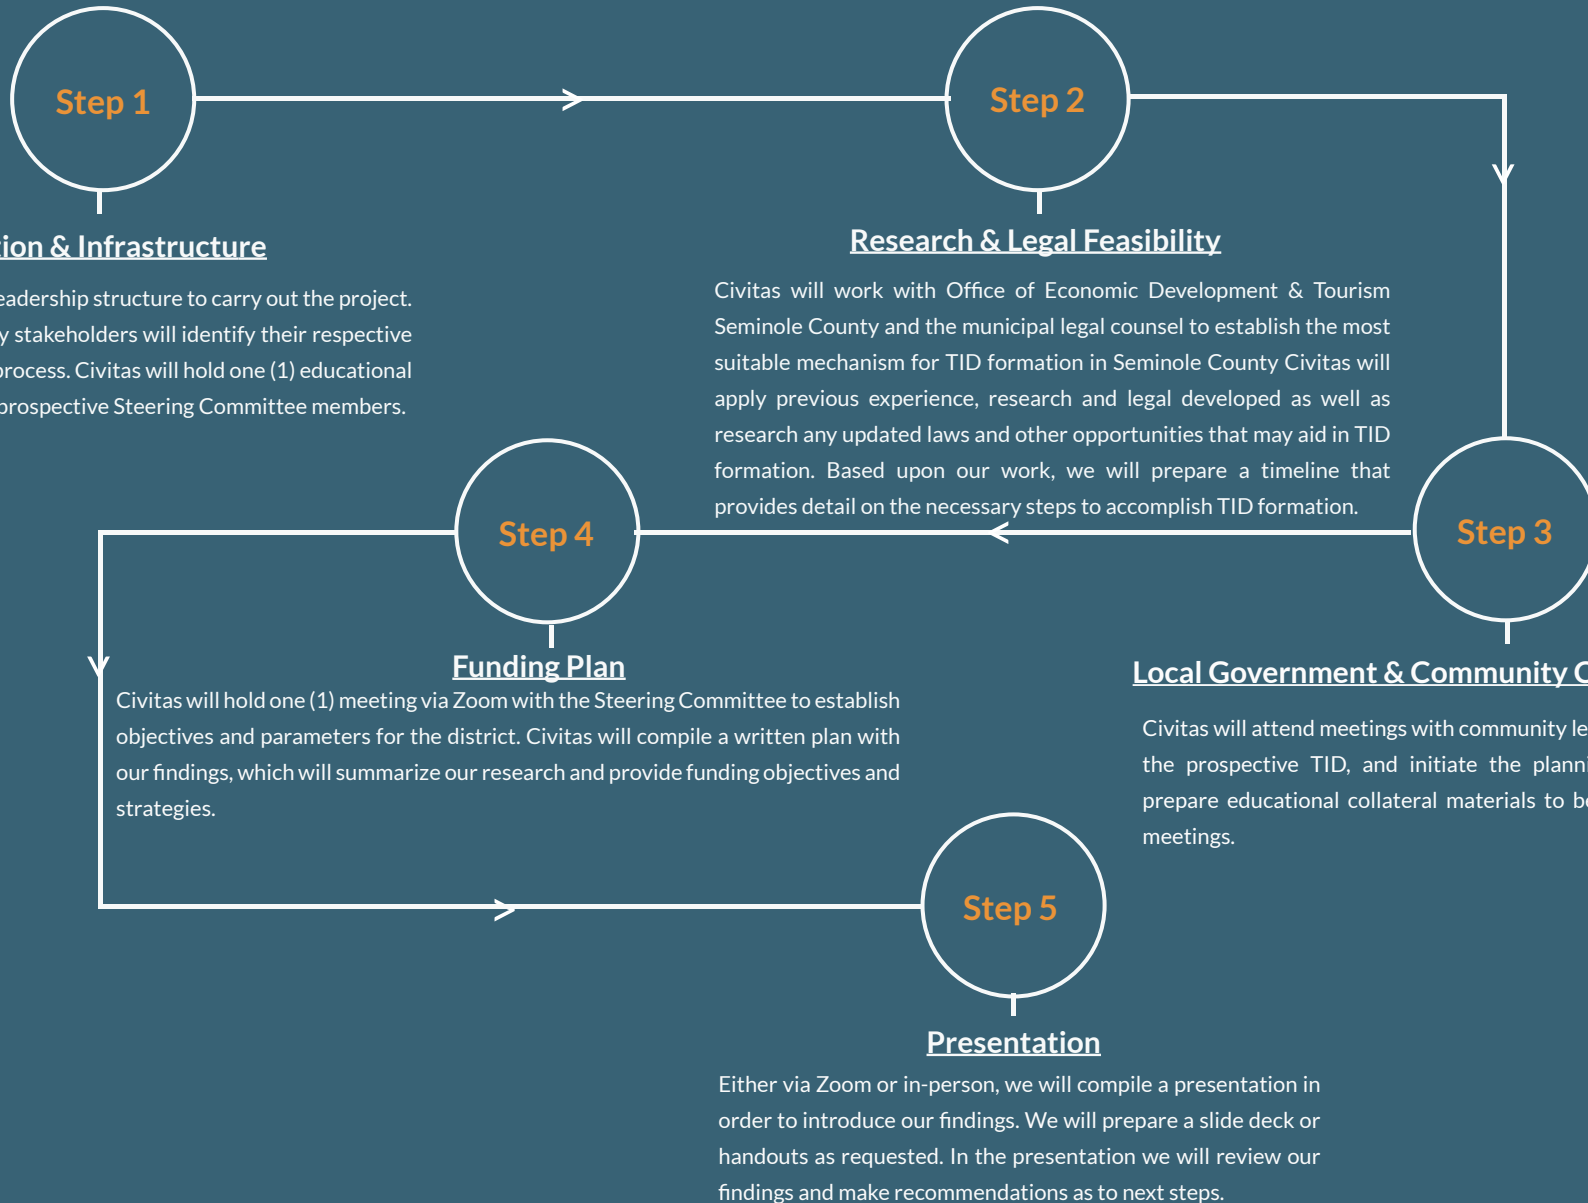 Step 1
Step 2
& Infrastructure
Research & Legal Feasibility
leadership structure to carry out the project.
stakeholders will identify their respective
process. Civitas will hold one (1) educational
prospective Steering Committee members.
Civitas will work with Office of Economic Development & Tourism
Seminole County and the municipal legal counsel to establish the most
suitable mechanism for TID formation in Seminole County Civitas will
apply previous experience, research and legal developed as well as
research any updated laws and other opportunities that may aid in TID
formation. Based upon our work, we will prepare a timeline that
provides detail on the necessary steps to accomplish TID formation.
Step 3
Local Government & Community
Civitas will attend meetings with community
the prospective TID, and initiate the
prepare educational collateral materials to
meetings.
Step 4
Funding Plan
Civitas will hold one (1) meeting via Zoom with the Steering Committee to establish
objectives and parameters for the district. Civitas will compile a written plan with
our findings, which will summarize our research and provide funding objectives and
strategies.
Step 5
Presentation
Either via Zoom or in-person, we will compile a presentation in
order to introduce our findings. We will prepare a slide deck or
handouts as requested. In the presentation we will review our
findings and make recommendations as to next steps.